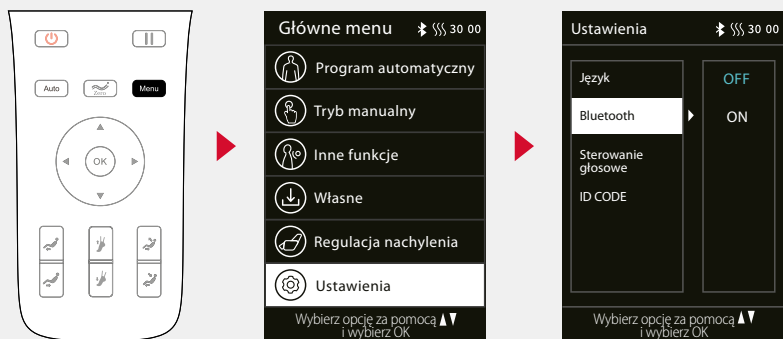 Auto
Zero
Menu
OK
Główne menu 30 00
Program automatyczny
Tryb manualny
Inne funkcje
Własne
Regulacja nachylenia
Ustawienia
Wybierz opcję za pomocą ▲▼
i wybierz OK
Ustawienia 30 00
Język
Bluetooth
Sterowanie
głosowe
ID CODE
OFF
ON
Wybierz opcję za pomocą ▲▼
i wybierz OK